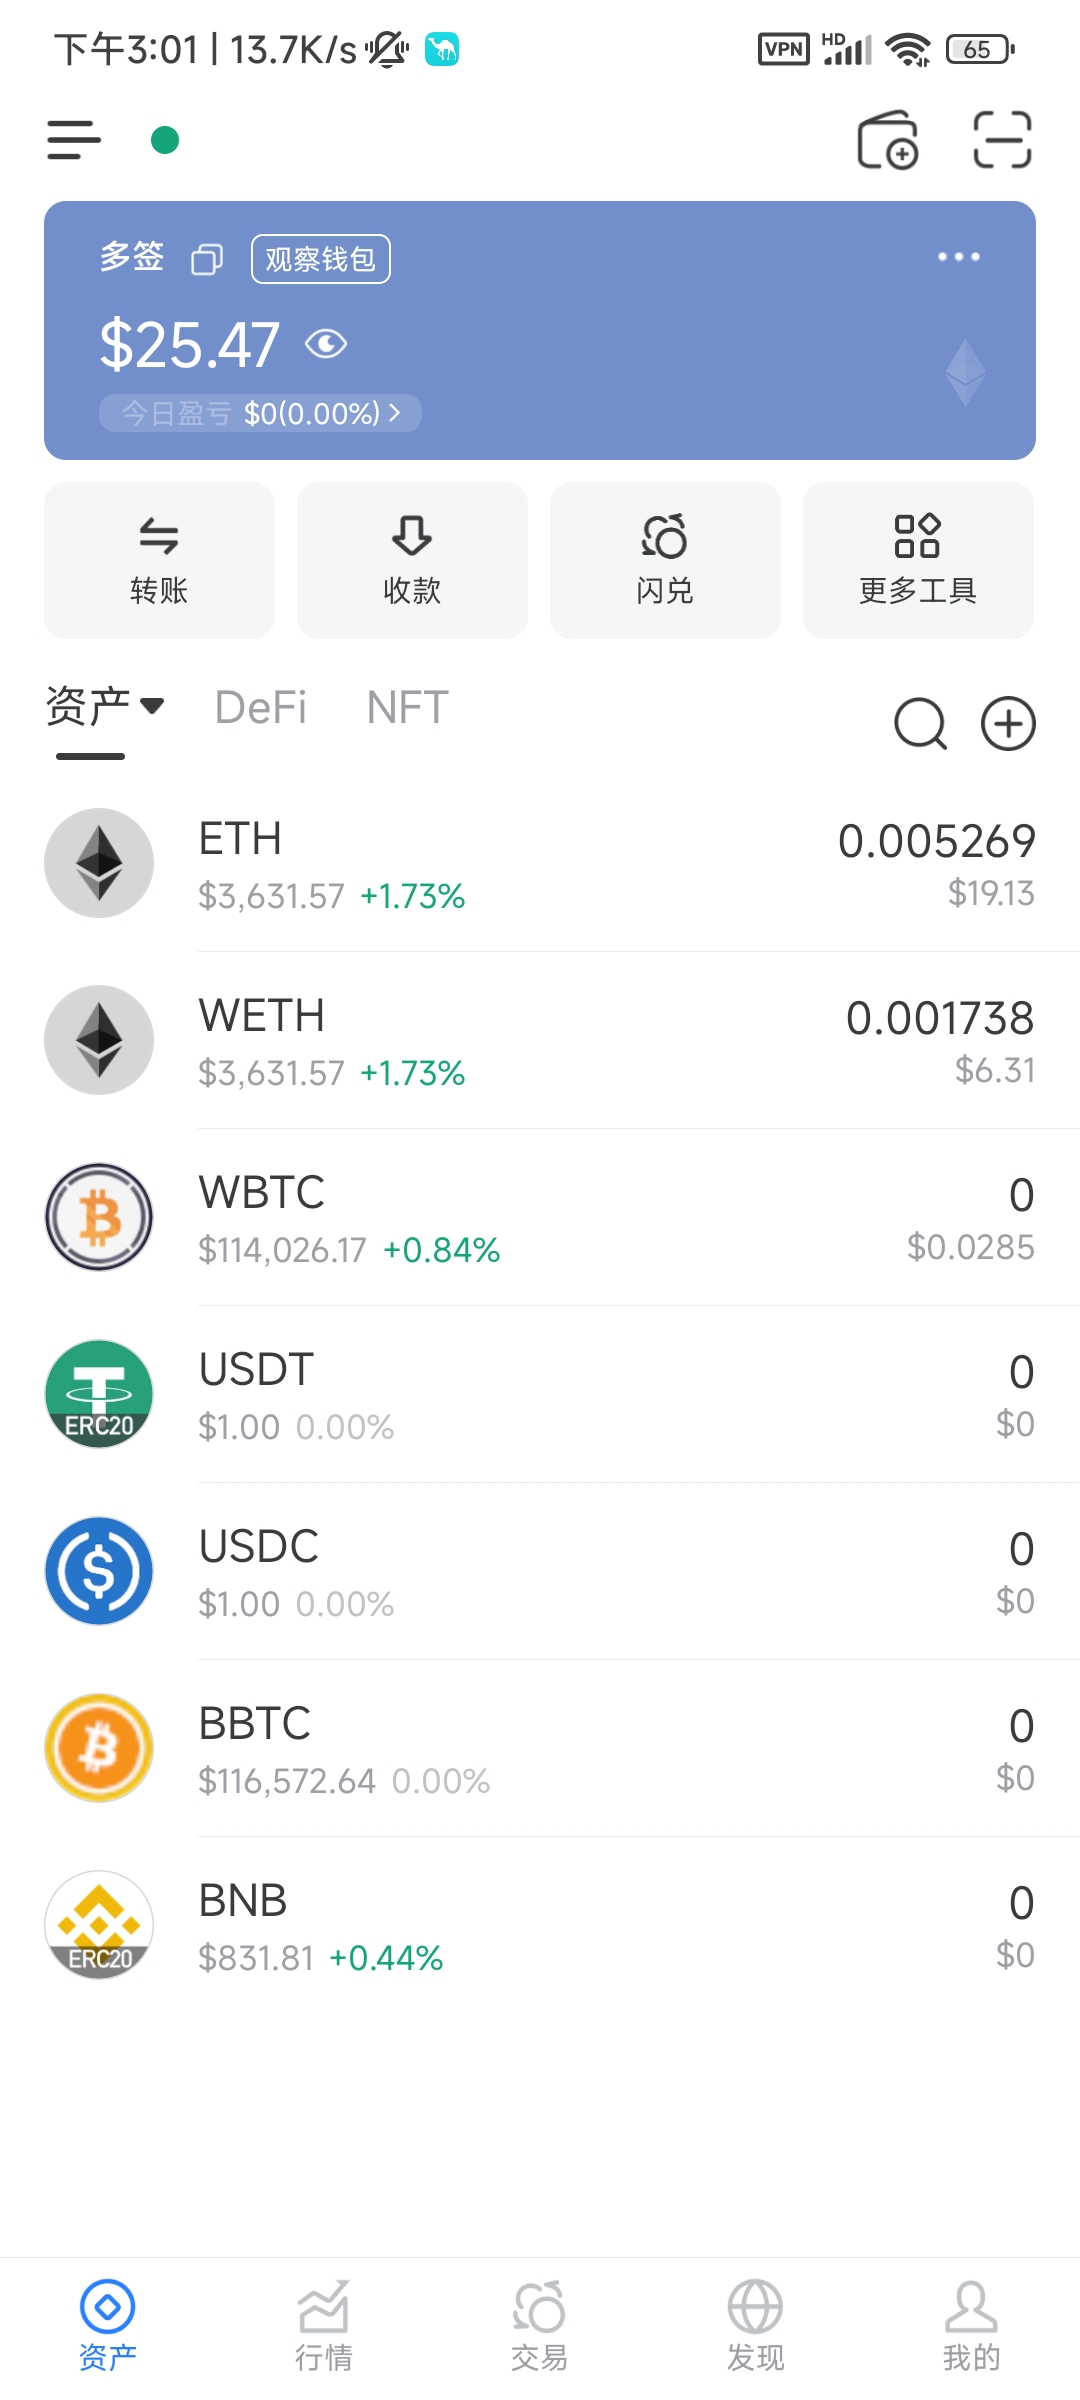 下午3:01 | 13.7K/s
VPN HD 65
多签 观察钱包
$25.47
今日盈亏 $0(0.00%)
转账 收款 闪兑 更多工具
资产 DeFi NFT
ETH 0.005269
$3,631.57 +1.73% $19.13
WETH 0.001738
$3,631.57 +1.73% $6.31
WBTC 0
$114,026.17 +0.84% $0.0285
USDT 0
ERC20
$1.00 0.00% $0
USDC 0
$1.00 0.00% $0
BBTC 0
$116,572.64 0.00% $0
BNB 0
ERC20
$831.81 +0.44% $0
资产 行情 交易 发现 我的